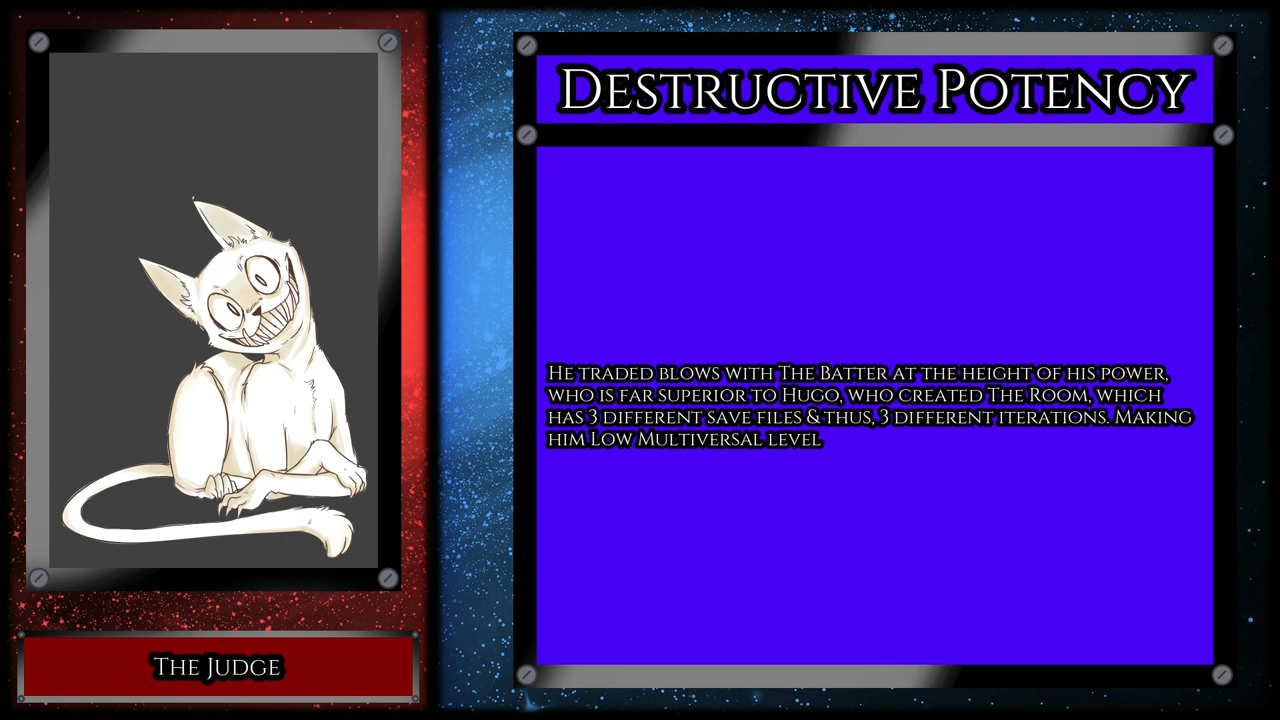 Destructive Potency
He traded blows with The Batter at the height of his power,
who is far superior to Hugo, who created The Room, which
has 3 different save files & thus, 3 different iterations. Making
him Low Multiversal level
The Judge